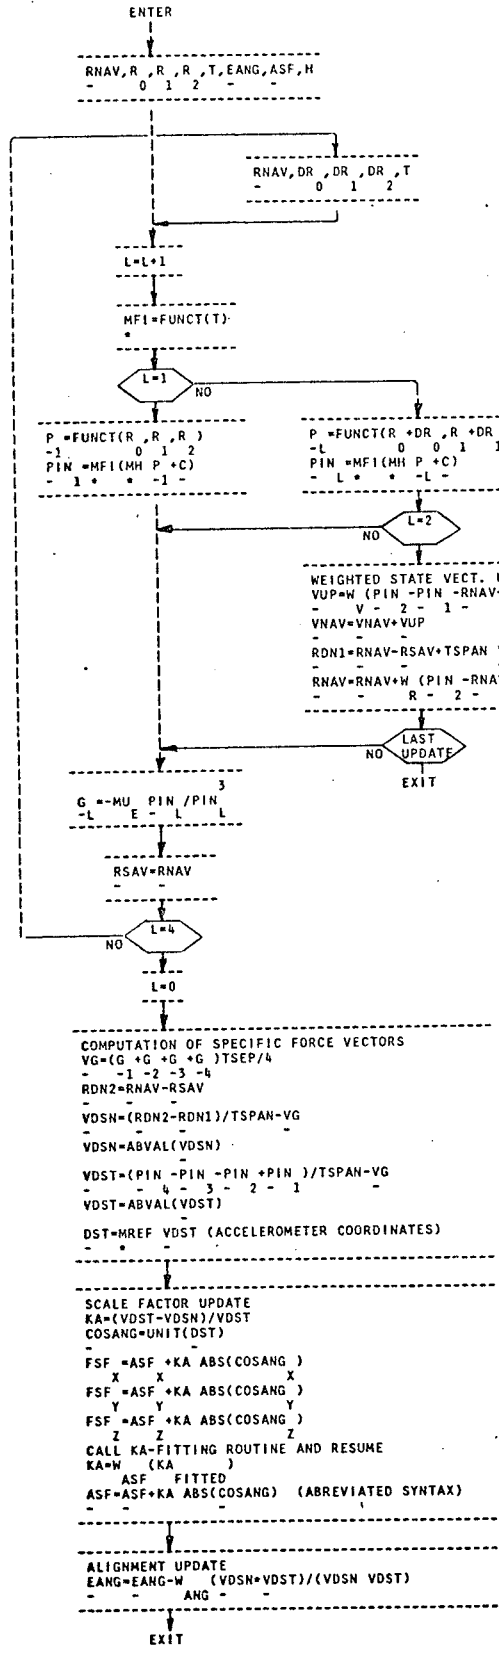 ENTER
RNAV,R ,R ,R ,T,EANG,ASF,H
- 0 1 2 - -
RNAV,DR ,DR ,DR ,T
- 0 1 2
L=L+1
MFI=FUNCT(T)
*
L=1
NO
P =FUNCT(R ,R ,R )
-1 0 1 2
PIN =MFI(MH P +C)
- 1 * * -1 -
P =FUNCT(R +DR ,R +DR
-L 0 0 1 1
PIN =MFI(MH P +C)
- L * * -L -
L=2
NO
WEIGHTED STATE VECT.
VUP=W (PIN -PIN -RNAV
- V - 2 - 1 -
VNAV=VNAV+VUP
- - -
RDN1=RNAV-RSAV+TSPAN
- - -
RNAV=RNAV+W (PIN -RNA
- - R - 2 -
LAST
UPDATE
NO
EXIT
3
G =-MU PIN /PIN
-L E - L L
RSAV=RNAV
- -
L=4
NO
L=0
COMPUTATION OF SPECIFIC FORCE VECTORS
VG=(G +G +G +G )TSEP/4
- -1 -2 -3 -4
RDN2=RNAV-RSAV
- - -
VDSN=(RDN2-RDN1)/TSPAN-VG
- - - -
VDSN=ABVAL(VDSN)
-
VDST=(PIN -PIN -PIN +PIN )/TSPAN-VG
- - 4 - 3 - 2 - 1 -
VDST=ABVAL(VDST)
-
DST=MREF VDST (ACCELEROMETER COORDINATES)
- * -
SCALE FACTOR UPDATE
KA=(VDST-VDSN)/VDST
COSANG=UNIT(DST)
- -
FSF =ASF +KA ABS(COSANG )
X X X
FSF =ASF +KA ABS(COSANG )
Y Y Y
FSF =ASF +KA ABS(COSANG )
Z Z Z
CALL KA-FITTING ROUTINE AND RESUME
KA=W (KA )
ASF FITTED
ASF=ASF+KA ABS(COSANG) (ABREVIATED SYNTAX)
- - -
ALIGNMENT UPDATE
EANG=EANG-W (VDSN*VDST)/(VDSN VDST)
- - ANG - -
EXIT